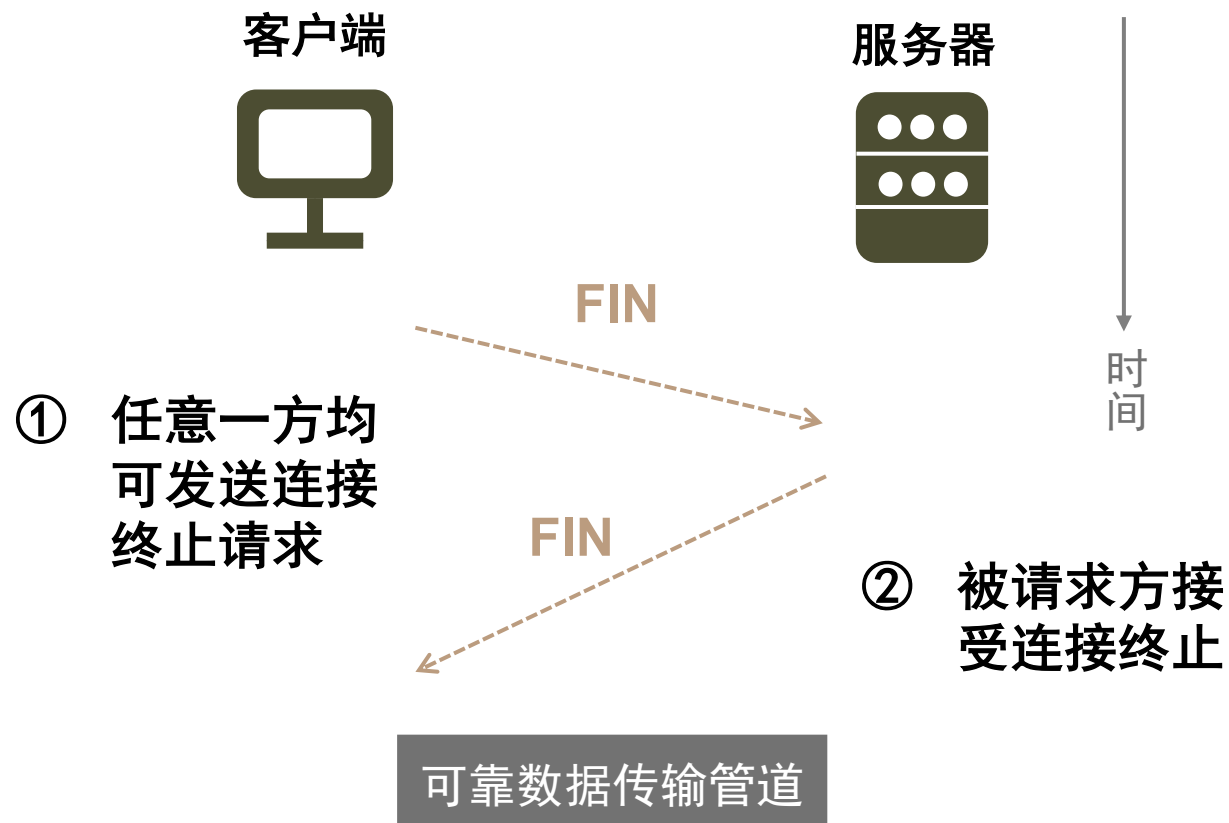 客户端
服务器
FIN
时
间
① 任意一方均
可发送连接
终止请求
FIN
② 被请求方接
受连接终止
可靠数据传输管道